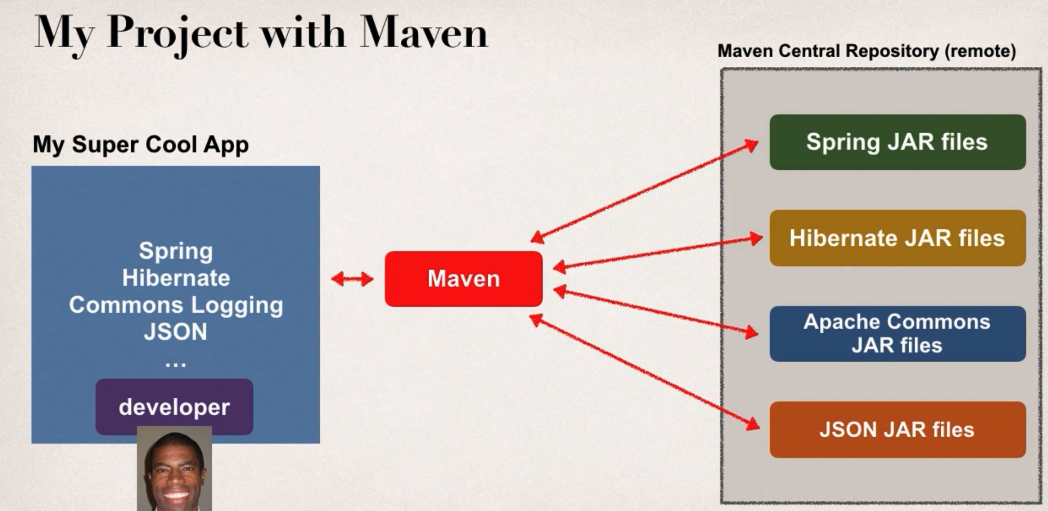 My Project with Maven
Maven Central Repository (remote)
My Super Cool App
Spring
Hibernate
Commons Logging
JSON
...
developer
Maven
Spring JAR files
Hibernate JAR files
Apache Commons
JAR files
JSON JAR files